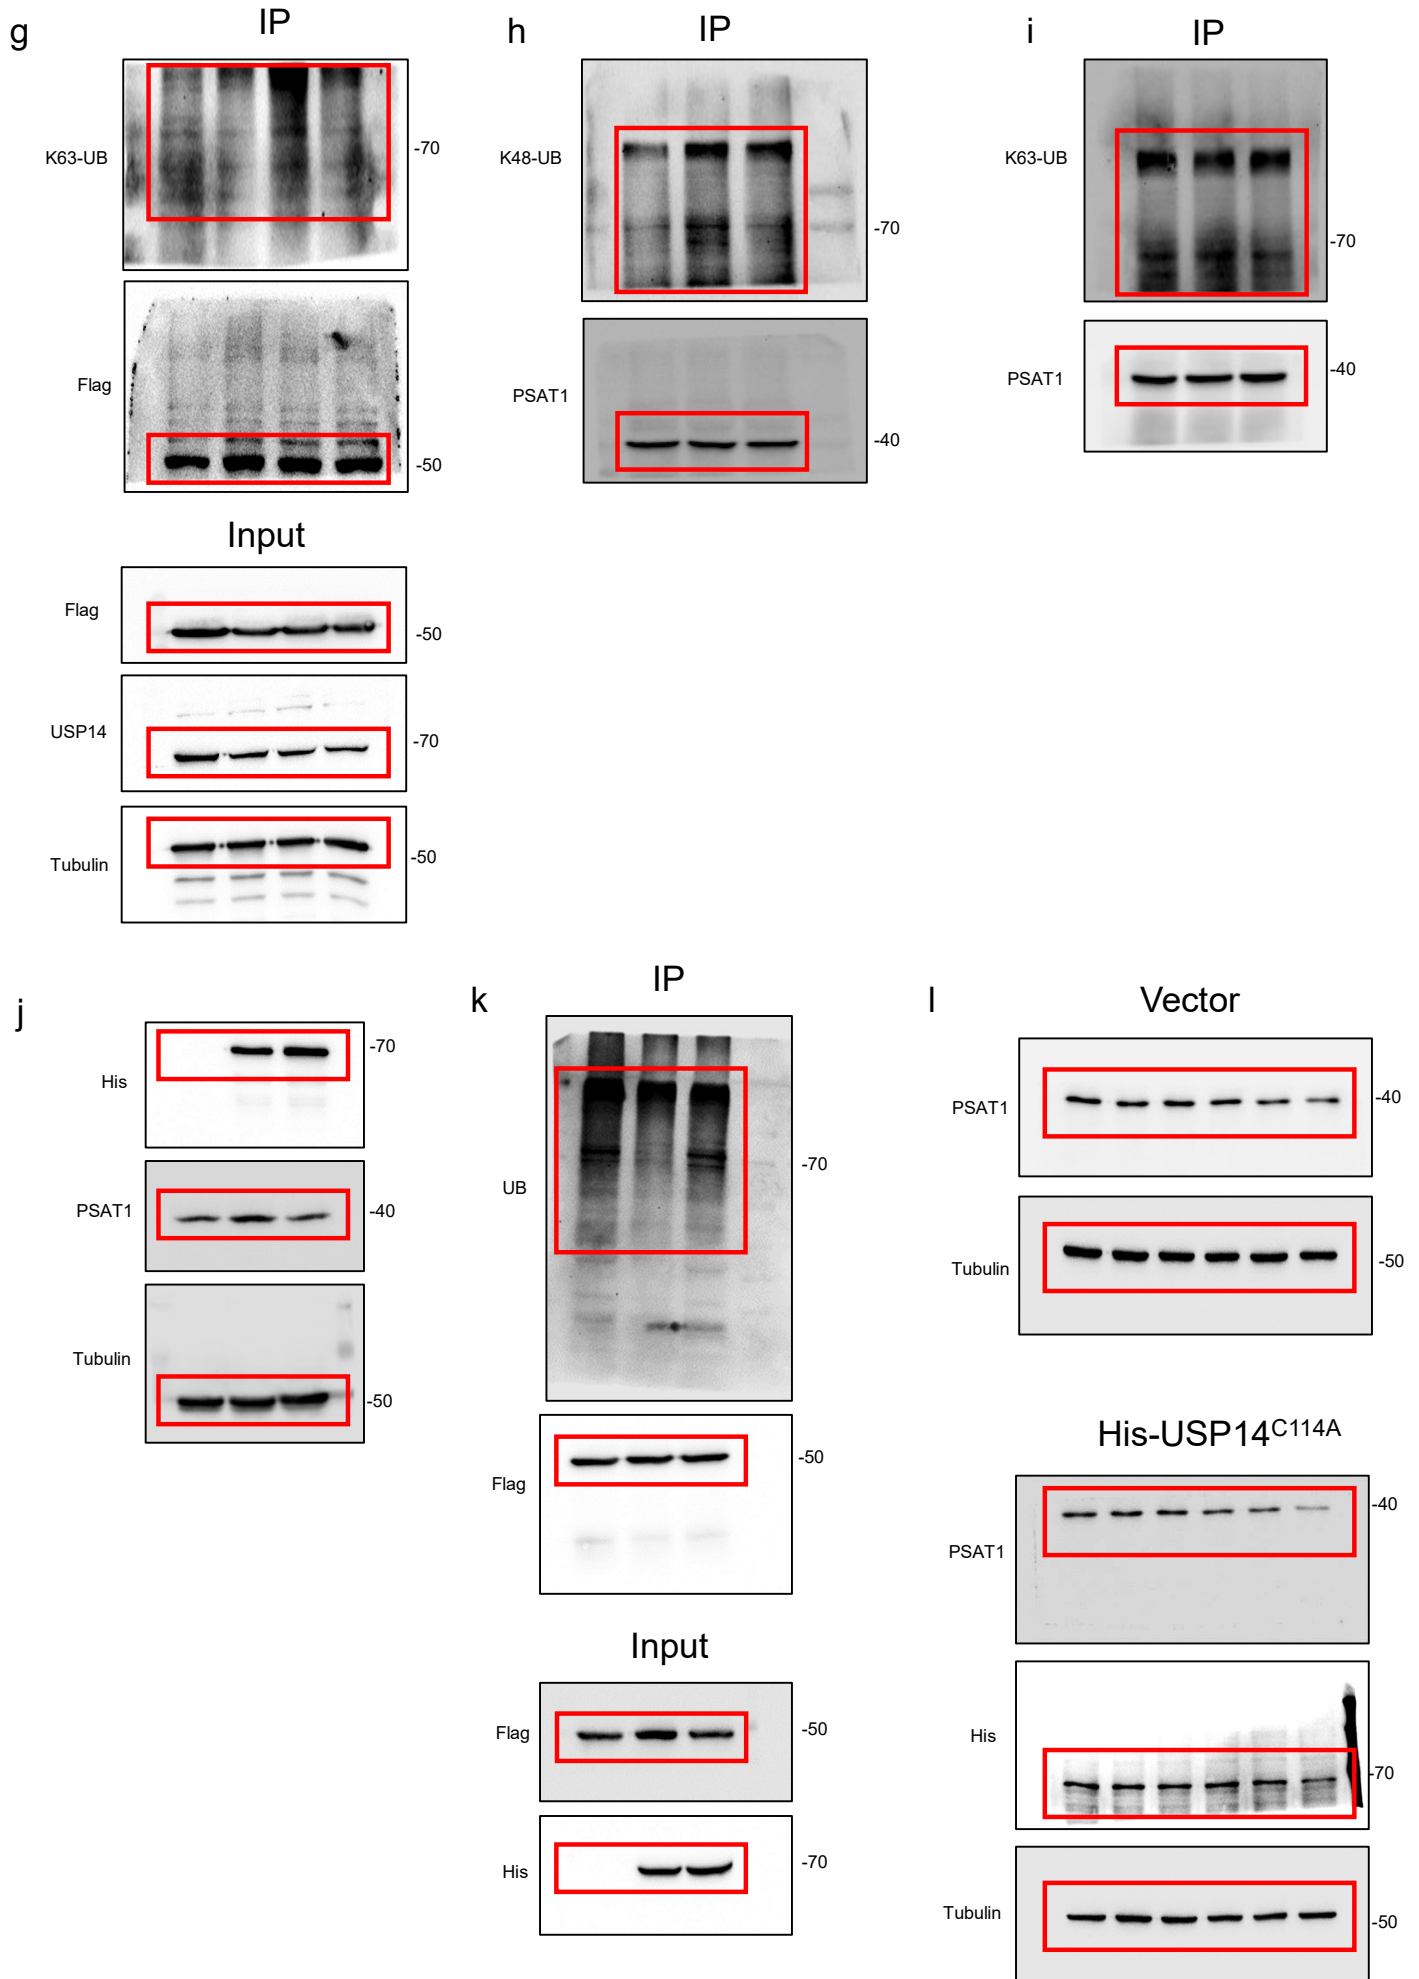 g
IP
K63-UB
-70
Flag
-50
Input
Flag
-50
USP14
-70
Tubulin
-50
h
IP
K48-UB
-70
PSAT1
-40
i
IP
K63-UB
-70
PSAT1
-40
j
His
-70
PSAT1
-40
Tubulin
-50
k
IP
UB
-70
Flag
-50
Input
Flag
-50
His
-70
l
Vector
PSAT1
-40
Tubulin
-50
His-USP14C114A
PSAT1
-40
His
-70
Tubulin
-50